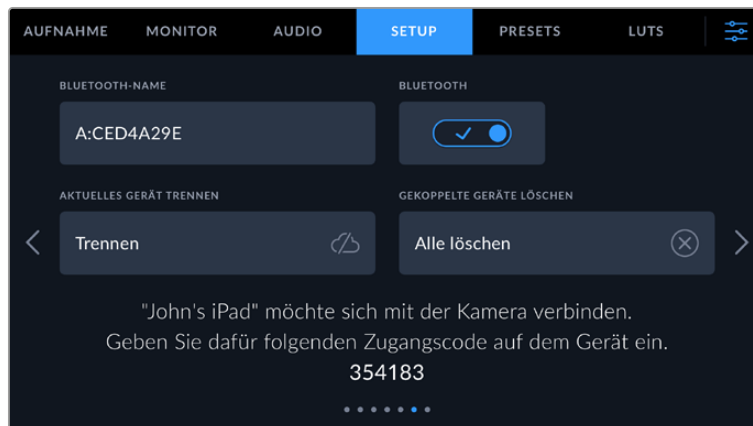 AUFNAHME MONITOR AUDIO SETUP PRESETS LUTS
BLUETOOTH-NAME BLUETOOTH
A:CED4A29E
AKTUELLES GERÄT TRENNEN GEKOPPELTE GERÄTE LÖSCHEN
Trennen Alle löschen
"John's iPad" möchte sich mit der Kamera verbinden.
Geben Sie dafür folgenden Zugangscode auf dem Gerät ein.
354183